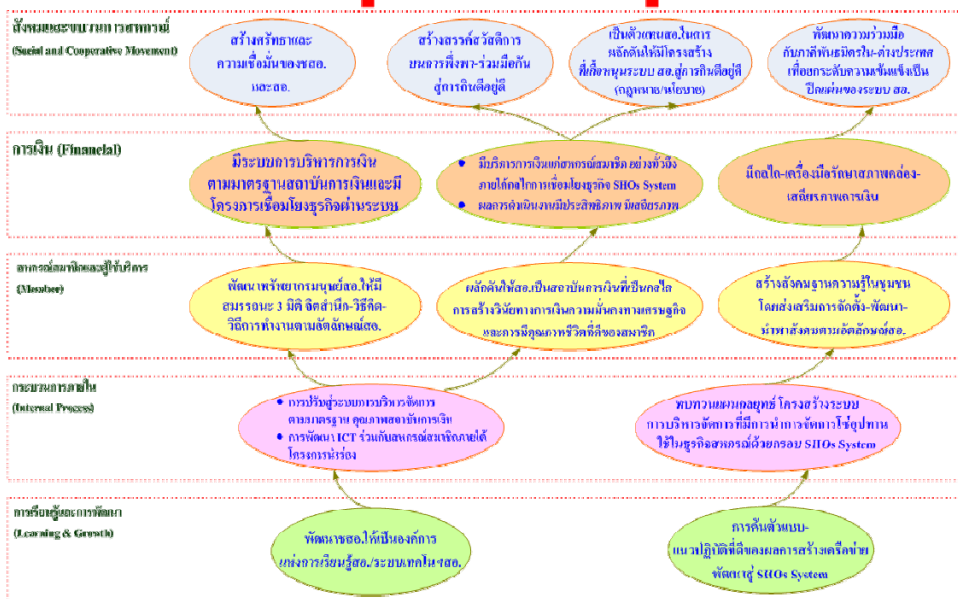 สังคมและขบวนการสหกรณ์
(Social and Cooperative Movement)
สร้างศรัทธาและ
ความเชื่อมั่นของชสอ.
และสอ.
สร้างสรรค์สวัสดิการ
บนการพึ่งพา-ร่วมมือกัน
สู่การกินดีอยู่ดี
เป็นตัวแทนสอ.ในการ
ผลักดันให้มีโครงสร้าง
ที่เกื้อหนุนระบบ สอ.สู่การกินดีอยู่ดี
(กฎหมาย/นโยบาย)
พัฒนาความร่วมมือ
กับภาคีพันธมิตรใน-ต่างประเทศ
เพื่อยกระดับความเข้มแข็งเป็น
ปึกแผ่นของระบบ สอ.
การเงิน (Financial)
มีระบบการบริหารการเงิน
ตามมาตรฐานสถาบันการเงินและมี
โครงการเชื่อมโยงธุรกิจผ่านระบบ
• มีบริการการเงินแก่สหกรณ์สมาชิก อย่างทั่วถึง
ภายใต้กลไกการเชื่อมโยงธุรกิจ SHOs System
• ผลการดำเนินงานมีประสิทธิภาพ มีเสถียรภาพ
มีกลไก-เครื่องมือรักษาสภาพคล่อง-
เสถียรภาพการเงิน
สหกรณ์สมาชิกและผู้ใช้บริการ
(Member)
พัฒนาทรัพยากรมนุษย์สอ.ให้มี
สมรรถนะ 3 มิติ จิตสำนึก-วิธีคิด-
วิถีการทำงานตามอัตลักษณ์สอ.
ผลักดันให้สอ.เป็นสถาบันการเงินที่เป็นกลไก
การสร้างวินัยทางการเงินความมั่นคงทางเศรษฐกิจ
และการมีคุณภาพชีวิตที่ดีของสมาชิก
สร้างสังคมฐานความรู้ในชุมชน
โดยส่งเสริมการจัดตั้ง-พัฒนา-
นำพาสังคมตามอัตลักษณ์สอ.
กระบวนการภายใน
(Internal Process)
• การปรับสู่ระบบการบริหารจัดการ
ตามมาตรฐาน คุณภาพสถาบันการเงิน
• การพัฒนา ICT ร่วมกับสหกรณ์สมาชิกภายใต้
โครงการนำร่อง
ทบทวนแผนกลยุทธ์ โครงสร้างระบบ
การบริหารจัดการที่มีการนำการจัดการโซ่อุปทาน
ใช้ในธุรกิจสหกรณ์ด้วยกรอบ SHOs System
การเรียนรู้และการพัฒนา
(Learning & Growth)
พัฒนาชสอ.ให้เป็นองค์การ
แห่งการเรียนรู้สอ./ระบบเทคโนฯสอ.
การค้นตัวแบบ-
แนวปฏิบัติที่ดีของผลการสร้างเครือข่าย
พัฒนาสู่ SHOs System